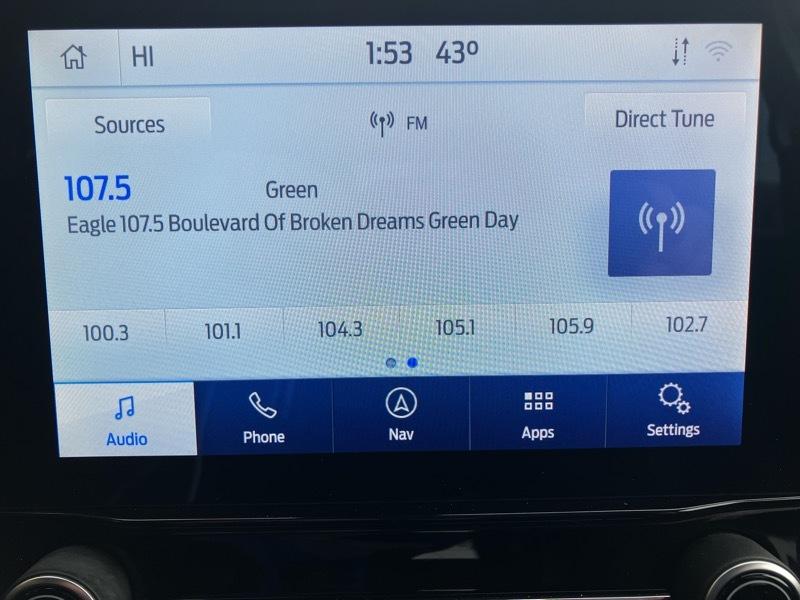 HI 1:53 43º
Sources FM Direct Tune
107.5 Green
Eagle 107.5 Boulevard Of Broken Dreams Green Day
100.3 101.1 104.3 105.1 105.9 102.7
Audio Phone Nav Apps Settings